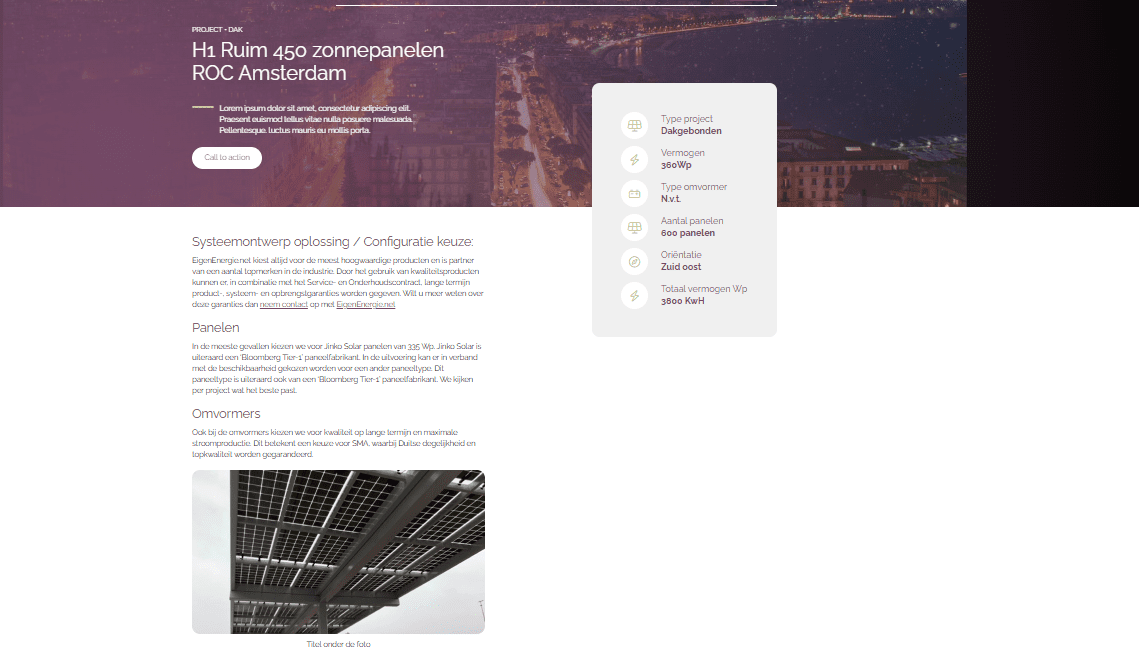 PROJECT • DAK
H1 Ruim 450 zonnepanelen
ROC Amsterdam
Lorem ipsum dolor sit amet, consectetur adipiscing elit.
Praesent euismod tellus vitae nulla posuere malesuada.
Pellentesque. luctus mauris eu mollis porta.
Call to action
Type project
Dakgebonden
Vermogen
360Wp
Type omvormer
N.v.t.
Aantal panelen
600 panelen
Oriëntatie
Zuid oost
Totaal vermogen Wp
3800 KwH
Systeemontwerp oplossing / Configuratie keuze:
EigenEnergie.net kiest altijd voor de meest hoogwaardige producten en is partner
van een aantal topmerken in de industrie. Door het gebruik van kwaliteitsproducten
kunnen er, in combinatie met het Service- en Onderhoudscontract, lange termijn
product-, systeem- en opbrengstgaranties worden gegeven. Wilt u meer weten over
deze garanties dan neem contact op met EigenEnergie.net
Panelen
In de meeste gevallen kiezen we voor Jinko Solar panelen van 335 Wp. Jinko Solar is
uiteraard een ‘Bloomberg Tier-1’ paneelfabrikant. In de uitvoering kan er in verband
met de beschikbaarheid gekozen worden voor een ander paneeltype. Dit
paneeltype is uiteraard ook van een ‘Bloomberg Tier-1’ paneelfabrikant. We kijken
per project wat het beste past.
Omvormers
Ook bij de omvormers kiezen we voor kwaliteit op lange termijn en maximale
stroomproductie. Dit betekent een keuze voor SMA, waarbij Duitse degelijkheid en
topkwaliteit worden gegarandeerd.
Titel onder de foto